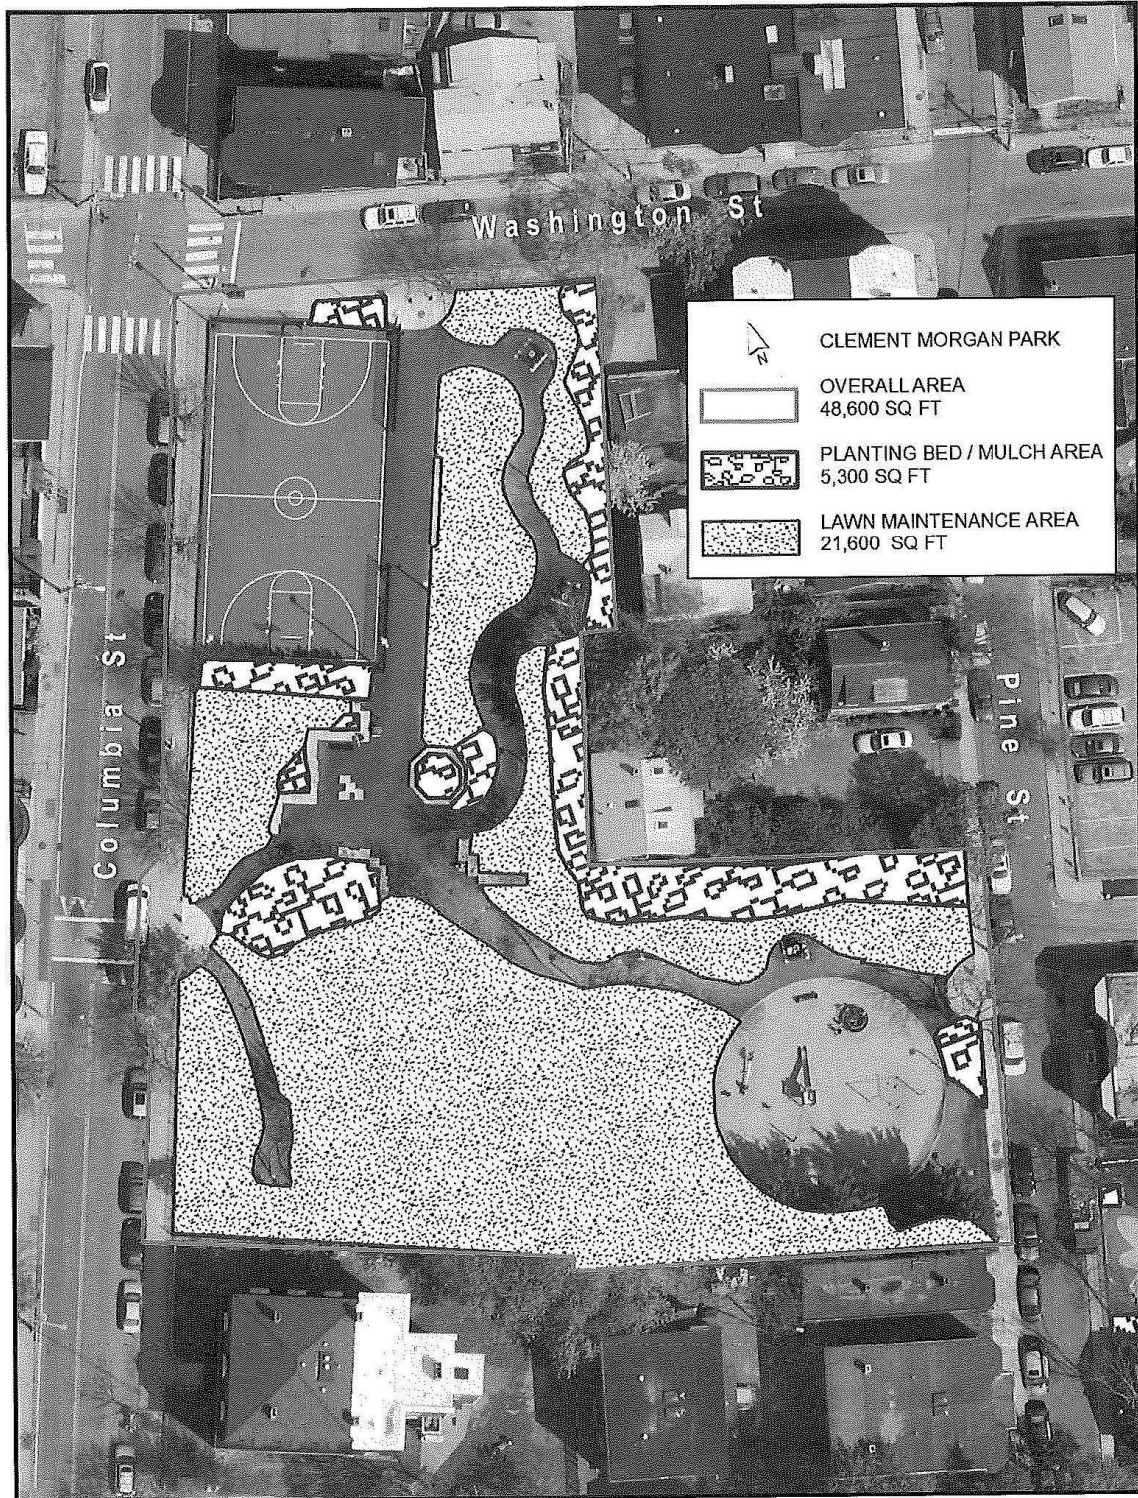 Washington St
N
CLEMENT MORGAN PARK
OVERALL AREA
48,600 SQ FT
PLANTING BED / MULCH AREA
5,300 SQ FT
LAWN MAINTENANCE AREA
21,600 SQ FT
Columbia St
Pine St